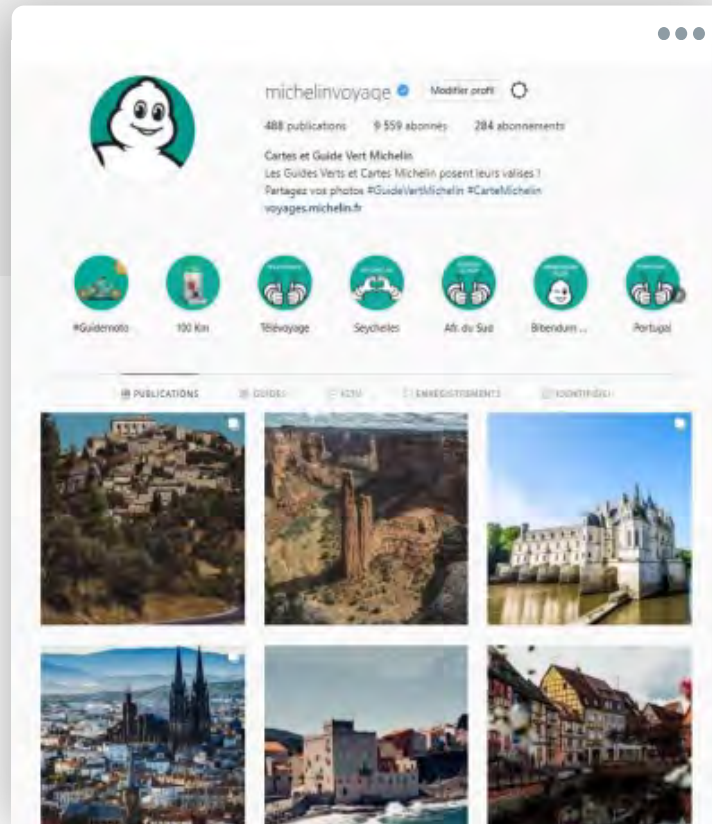 michelinvoyage Modifier profil
488 publications 9 559 abonnés 284 abonnements
Cartes et Guide Vert Michelin
Les Guides Verts et Cartes Michelin posent leurs valises !
Partagez vos photos #GuideVertMichelin #CarteMichelin
voyages.michelin.fr
#Guidemoto 100 Km Télévoyage Seychelles Afr. du Sud Bibendum ... Portugal
PUBLICATIONS GUIDES IGTV ENREGISTREMENTS IDENTIFIÉ(E)